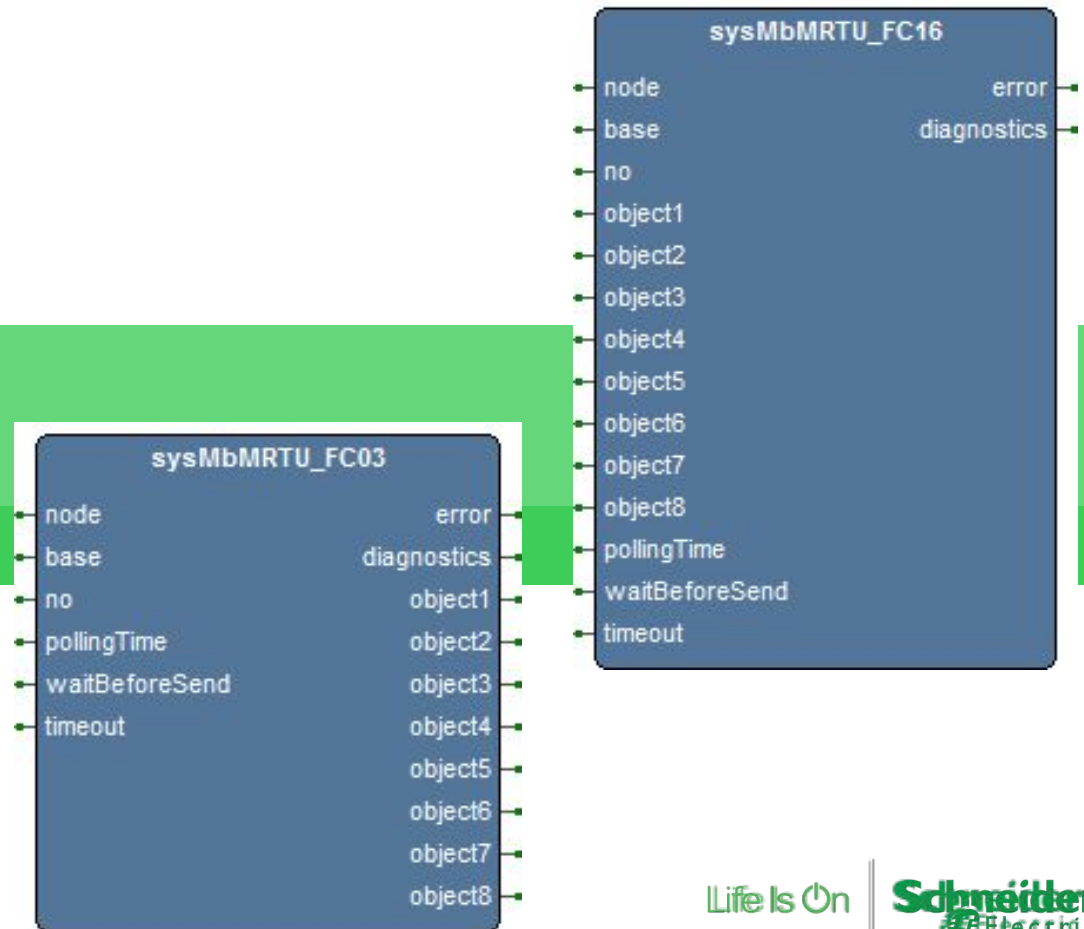 sysMbMRTU_FC16
node error
base diagnostics
no
object1
object2
object3
object4
object5
object6
object7
object8
pollingTime
waitBeforeSend
timeout
sysMbMRTU_FC03
node error
base diagnostics
no object1
pollingTime object2
waitBeforeSend object3
timeout object4
object5
object6
object7
object8
Life Is On